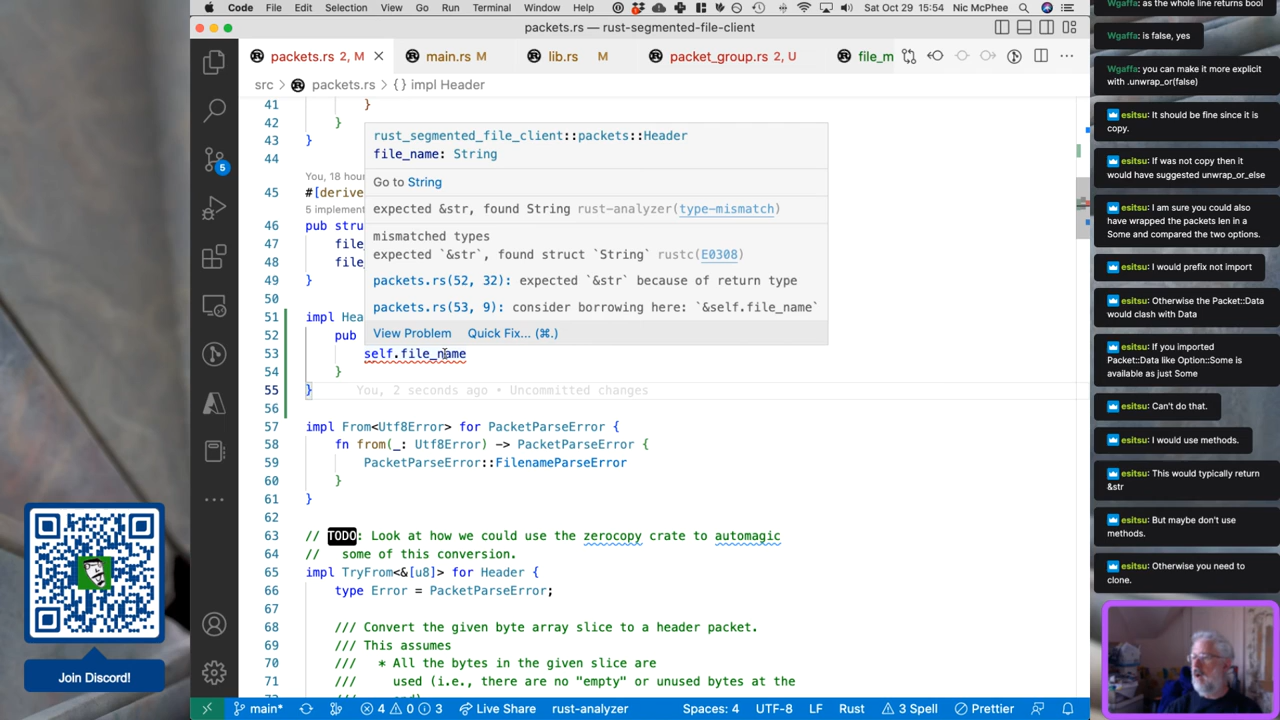 Code File Edit Selection View Go Run Terminal Window Help Sat Oct 29 15:54 Nic McPhee
packets.rs — rust-segmented-file-client
packets.rs 2, M main.rs M lib.rs M packet_group.rs 2, U file_m
src > packets.rs > {} impl Header
41 }
42 }
43 }
44
You, 18 hour
45 #[derive
5 implement
46 pub stru
47 file_
48 file_
49 }
50
51 impl Hea
52 pub
53 self.file_name
54 }
55 } You, 2 seconds ago • Uncommitted changes
56
57 impl From<Utf8Error> for PacketParseError {
58 fn from(_: Utf8Error) -> PacketParseError {
59 PacketParseError::FilenameParseError
60 }
61 }
62
63 // TODO: Look at how we could use the zerocopy crate to automagic
64 // some of this conversion.
65 impl TryFrom<&[u8]> for Header {
66 type Error = PacketParseError;
67
68 /// Convert the given byte array slice to a header packet.
69 /// This assumes
70 /// * All the bytes in the given slice are
71 /// used (i.e., there are no "empty" or unused bytes at the
rust_segmented_file_client::packets::Header
file_name: String
Go to String
expected &str, found String rust-analyzer(type-mismatch)
mismatched types
expected `&str`, found struct `String` rustc(E0308)
packets.rs(52, 32): expected `&str` because of return type
packets.rs(53, 9): consider borrowing here: `&self.file_name`
View Problem Quick Fix... (⌘.)
5
main* 4 0 3 Live Share rust-analyzer Spaces: 4 UTF-8 LF Rust 3 Spell Prettier
Join Discord!
Wgaffa: as the whole line returns bool
Wgaffa: is false, yes
Wgaffa: you can make it more explicit
with .unwrap_or(false)
esitsu: It should be fine since it is
copy.
esitsu: If was not copy then it
would have suggested unwrap_or_else
esitsu: I am sure you could also
have wrapped the packets len in a
Some and compared the two options.
esitsu: I would prefix not import
esitsu: Otherwise the Packet::Data
would clash with Data
esitsu: If you imported
Packet::Data like Option::Some is
available as just Some
esitsu: Can't do that.
esitsu: I would use methods.
esitsu: This would typically return
&str
esitsu: But maybe don't use
methods.
esitsu: Otherwise you need to
clone.